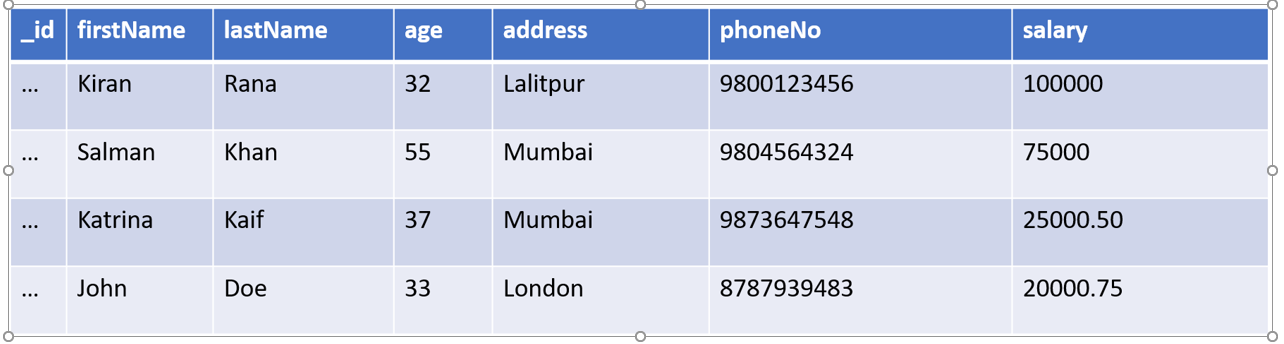 _id firstName lastName age address phoneNo salary
... Kiran Rana 32 Lalitpur 9800123456 100000
... Salman Khan 55 Mumbai 9804564324 75000
... Katrina Kaif 37 Mumbai 9873647548 25000.50
... John Doe 33 London 8787939483 20000.75